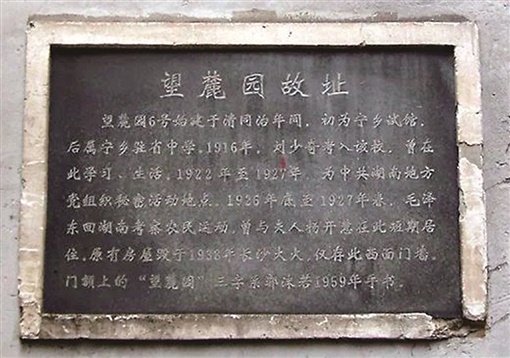 望麓园故址
望麓园6号始建于清同治年间，初为宁乡试馆，
后属宁乡驻省中学。1916年，刘少奇考入该校，曾在
此学习、生活。1922年至1927年，为中共湖南地方
党组织秘密活动地点。1926年底至1927年春，毛泽
东回湖南考察农民运动，曾与夫人杨开慧在此短期居
住。原有房屋毁于1938年长沙大火，仅存此西面门墙。
门额上的“望麓园”三字系郭沫若1959年手书。